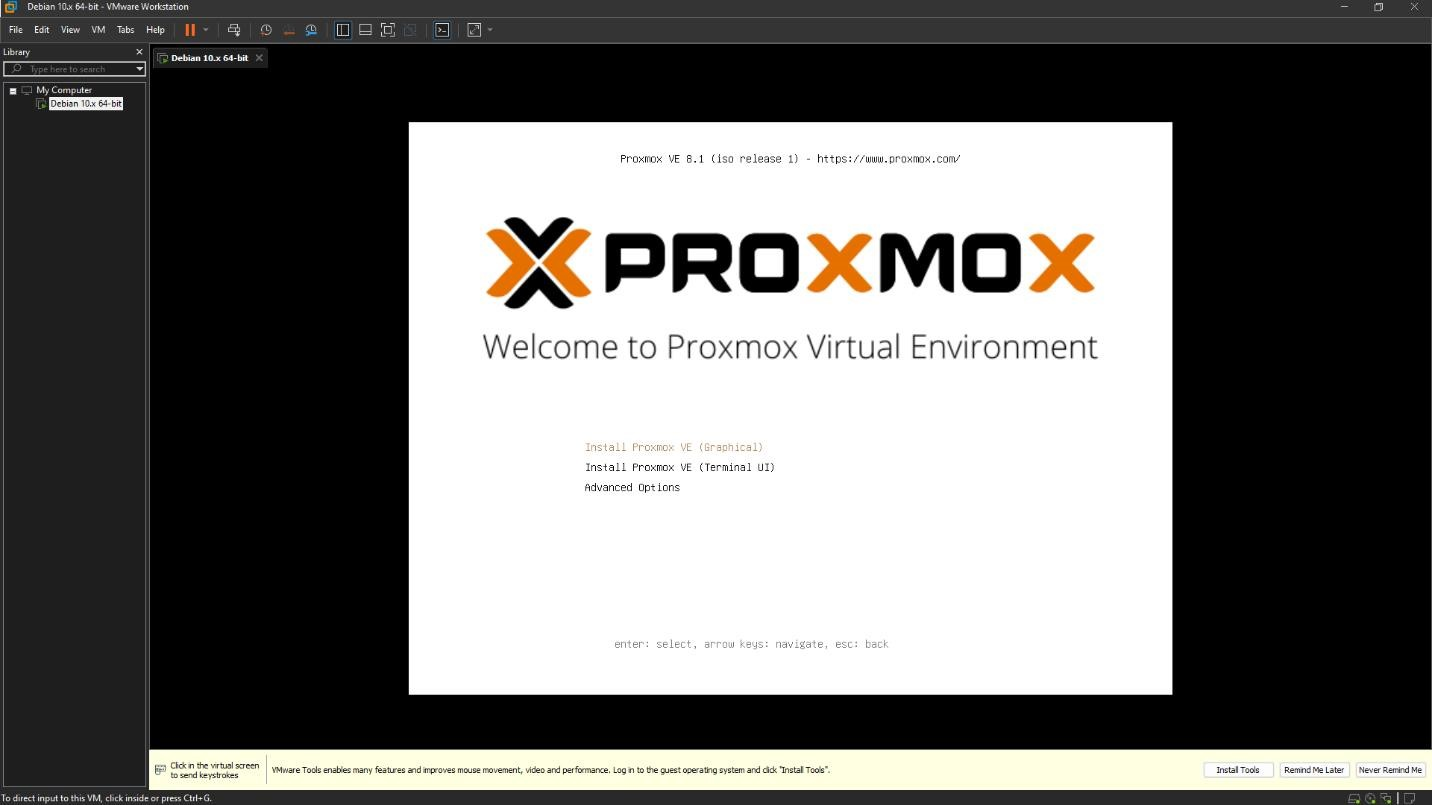 Debian 10.x 64-bit - VMware Workstation
File Edit View VM Tabs Help
Library
Type here to search
My Computer
Debian 10.x 64-bit
Debian 10.x 64-bit
Proxmox VE 8.1 (iso release 1) - https://www.proxmox.com/
PROXMOX
Welcome to Proxmox Virtual Environment
Install Proxmox VE (Graphical)
Install Proxmox VE (Terminal UI)
Advanced Options
enter: select, arrow keys: navigate, esc: back
Click in the virtual screen
to send keystrokes
VMware Tools enables many features and improves mouse movement, video and performance. Log in to the guest operating system and click "Install Tools".
Install Tools
Remind Me Later
Never Remind Me
To direct input to this VM, click inside or press Ctrl+G.